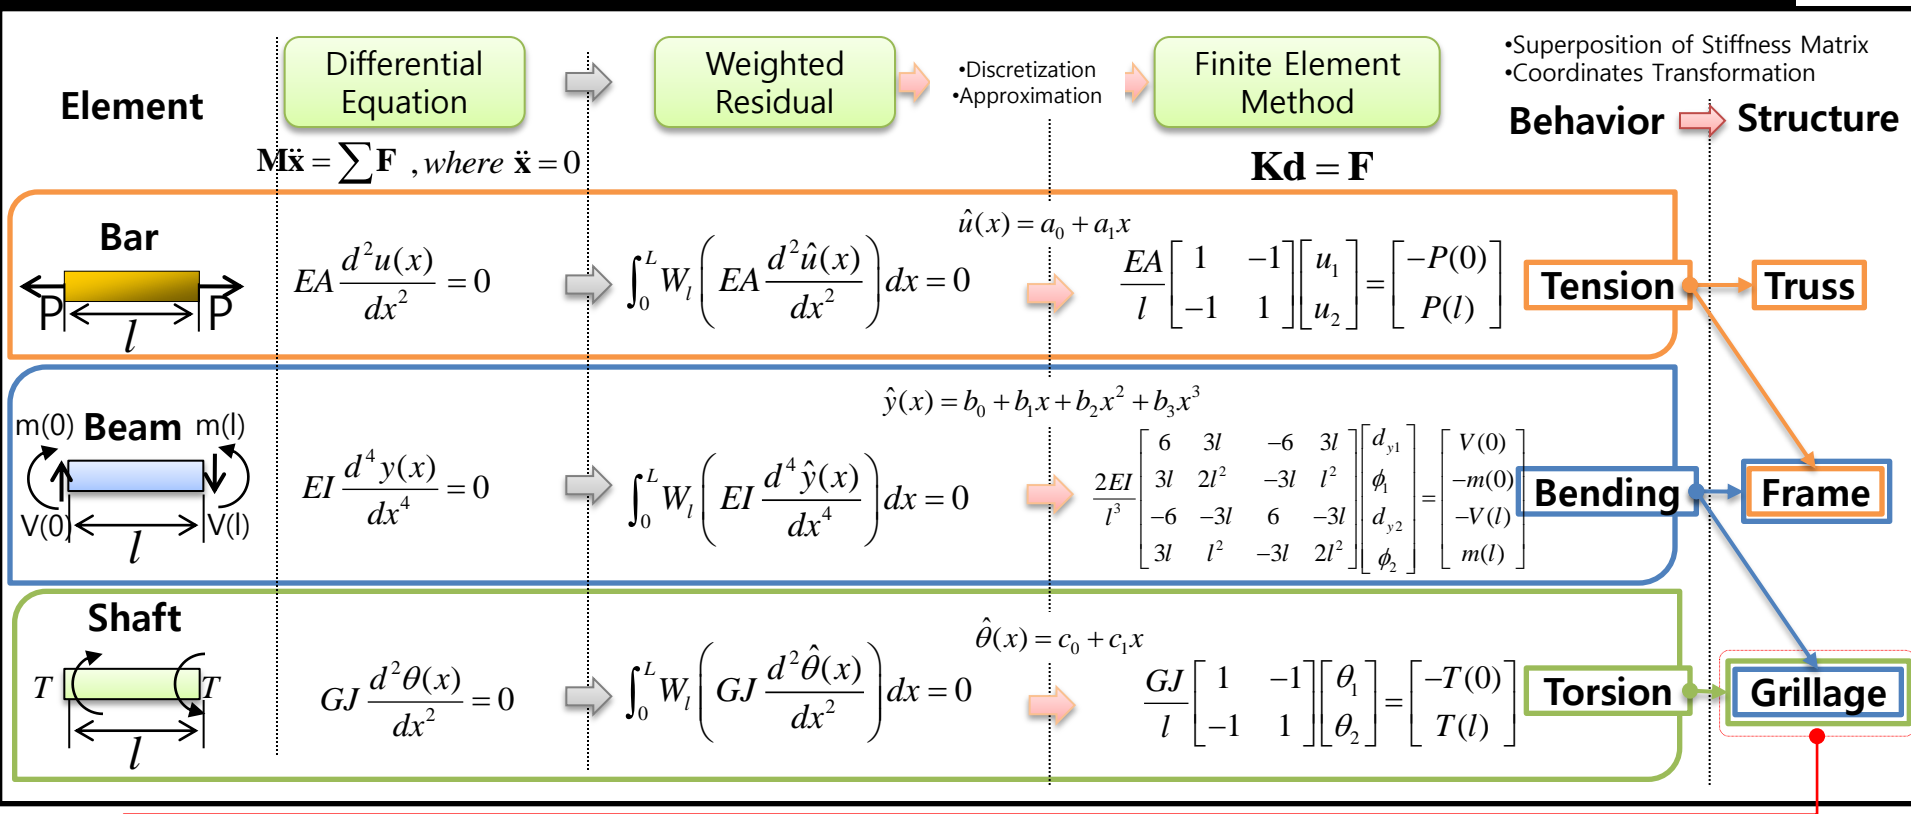 Element
Differential
Equation
Weighted
Residual
•Discretization
•Approximation
Finite Element
Method
•Superposition of Stiffness Matrix
•Coordinates Transformation
Behavior
Structure
Mẍ = ∑F , where ẍ = 0
Kd = F
Bar
P
P
l
EA d²u(x)/dx² = 0
∫₀ᴸ W_l ( EA d²û(x)/dx² ) dx = 0
û(x) = a₀ + a₁x
EA/l [1 −1; −1 1] [u₁; u₂] = [−P(0); P(l)]
Tension
Truss
m(0)
Beam
m(l)
V(0)
V(l)
l
EI d⁴y(x)/dx⁴ = 0
∫₀ᴸ W_l ( EI d⁴ŷ(x)/dx⁴ ) dx = 0
ŷ(x) = b₀ + b₁x + b₂x² + b₃x³
2EI/l³ [6 3l −6 3l; 3l 2l² −3l l²; −6 −3l 6 −3l; 3l l² −3l 2l²] [d_y1; ϕ₁; d_y2; ϕ₂] = [V(0); −m(0); −V(l); m(l)]
Bending
Frame
Shaft
T
T
l
GJ d²θ(x)/dx² = 0
∫₀ᴸ W_l ( GJ d²θ̂(x)/dx² ) dx = 0
θ̂(x) = c₀ + c₁x
GJ/l [1 −1; −1 1] [θ₁; θ₂] = [−T(0); T(l)]
Torsion
Grillage